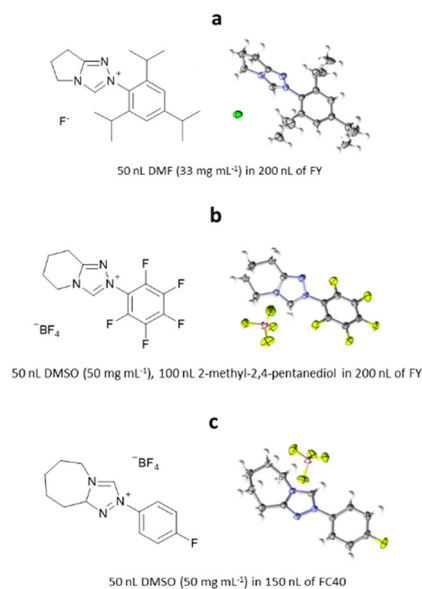 a
N
N N⁺
F⁻
50 nL DMF (33 mg mL⁻¹) in 200 nL of FY
b
F
N F
N N⁺
F F
⁻BF₄
F
50 nL DMSO (50 mg mL⁻¹), 100 nL 2-methyl-2,4-pentanediol in 200 nL of FY
c
⁻BF₄
N
N⁺
N
F
50 nL DMSO (50 mg mL⁻¹) in 150 nL of FC40